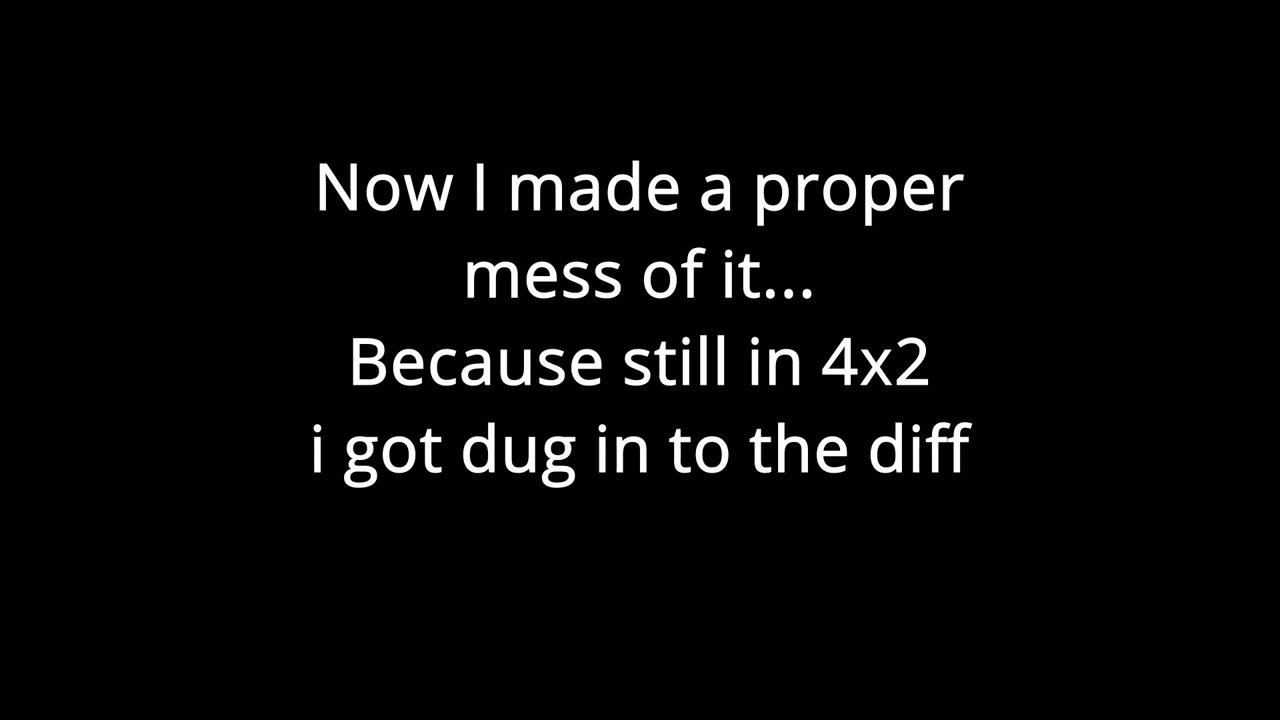 Now I made a proper
mess of it...
Because still in 4x2
i got dug in to the diff